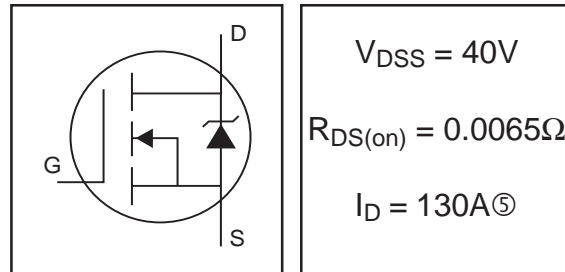 D
G
S
VDSS = 40V
RDS(on) = 0.0065Ω
ID = 130A⑤